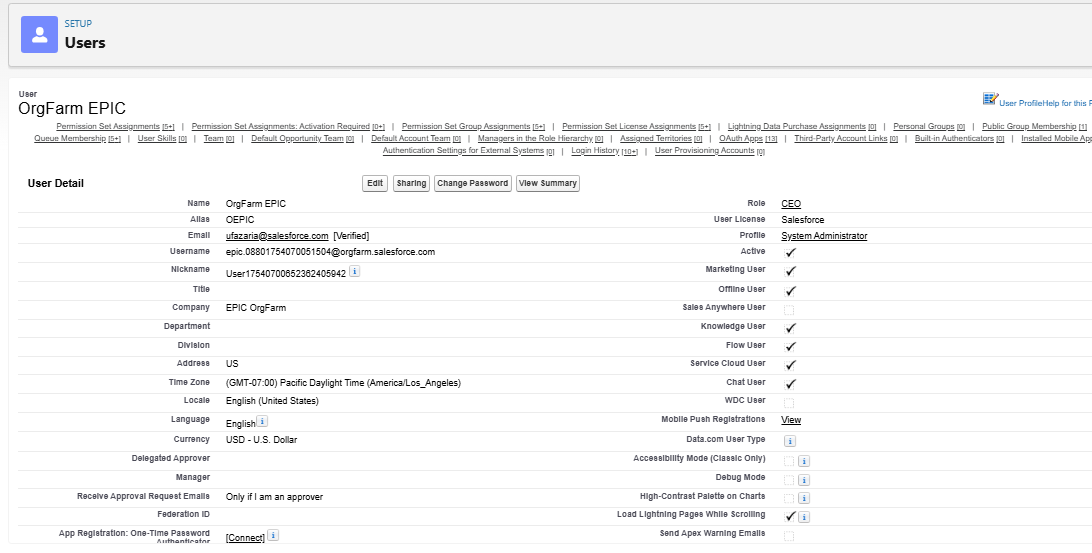 SETUP
Users
User
OrgFarm EPIC
User Profile Help for this P
Permission Set Assignments [5+] | Permission Set Assignments: Activation Required [0+] | Permission Set Group Assignments [5+] | Permission Set License Assignments [5+] | Lightning Data Purchase Assignments [0] | Personal Groups [0] | Public Group Membership [1]
Queue Membership [5+] | User Skills [0] | Team [0] | Default Opportunity Team [0] | Default Account Team [0] | Managers in the Role Hierarchy [0] | Assigned Territories [0] | OAuth Apps [13] | Third-Party Account Links [0] | Built-in Authenticators [0] | Installed Mobile App
Authentication Settings for External Systems [0] | Login History [10+] | User Provisioning Accounts [0]
User Detail Edit Sharing Change Password View Summary
Name OrgFarm EPIC Role CEO
Alias OEPIC User License Salesforce
Email ufazaria@salesforce.com [Verified] Profile System Administrator
Username epic.08801754070051504@orgfarm.salesforce.com Active
Nickname User17540700652362405942 Marketing User
Title Offline User
Company EPIC OrgFarm Sales Anywhere User
Department Knowledge User
Division Flow User
Address US Service Cloud User
Time Zone (GMT-07:00) Pacific Daylight Time (America/Los_Angeles) Chat User
Locale English (United States) WDC User
Language English Mobile Push Registrations View
Currency USD - U.S. Dollar Data.com User Type
Delegated Approver Accessibility Mode (Classic Only)
Manager Debug Mode
Receive Approval Request Emails Only if I am an approver High-Contrast Palette on Charts
Federation ID Load Lightning Pages While Scrolling
App Registration: One-Time Password Authenticator [Connect] Send Apex Warning Emails